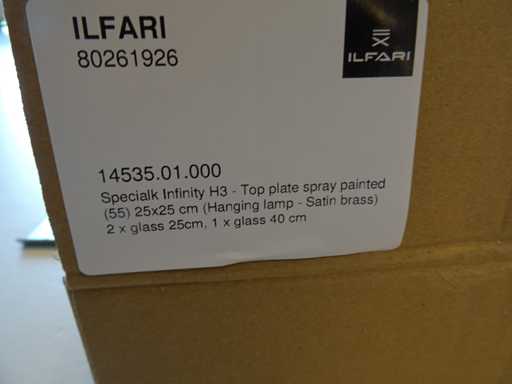 ILFARI
80261926
ILFARI
14535.01.000
Specialk Infinity H3 - Top plate spray painted
(55) 25x25 cm (Hanging lamp - Satin brass)
2 x glass 25cm, 1 x glass 40 cm